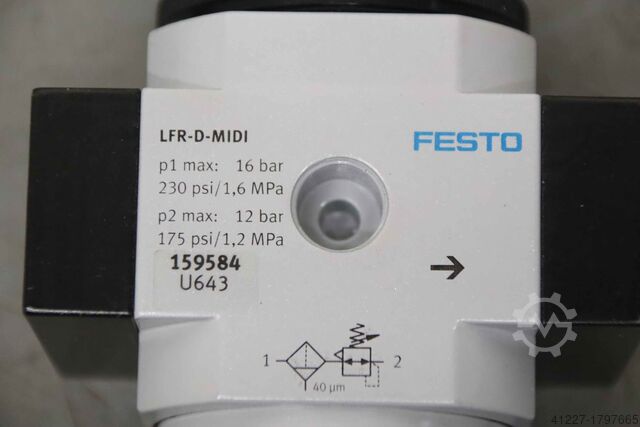 LFR-D-MIDI
FESTO
p1 max: 16 bar
230 psi/1,6 MPa
p2 max: 12 bar
175 psi/1,2 MPa
159584
U643
1
2
40 µm
41227-1797665